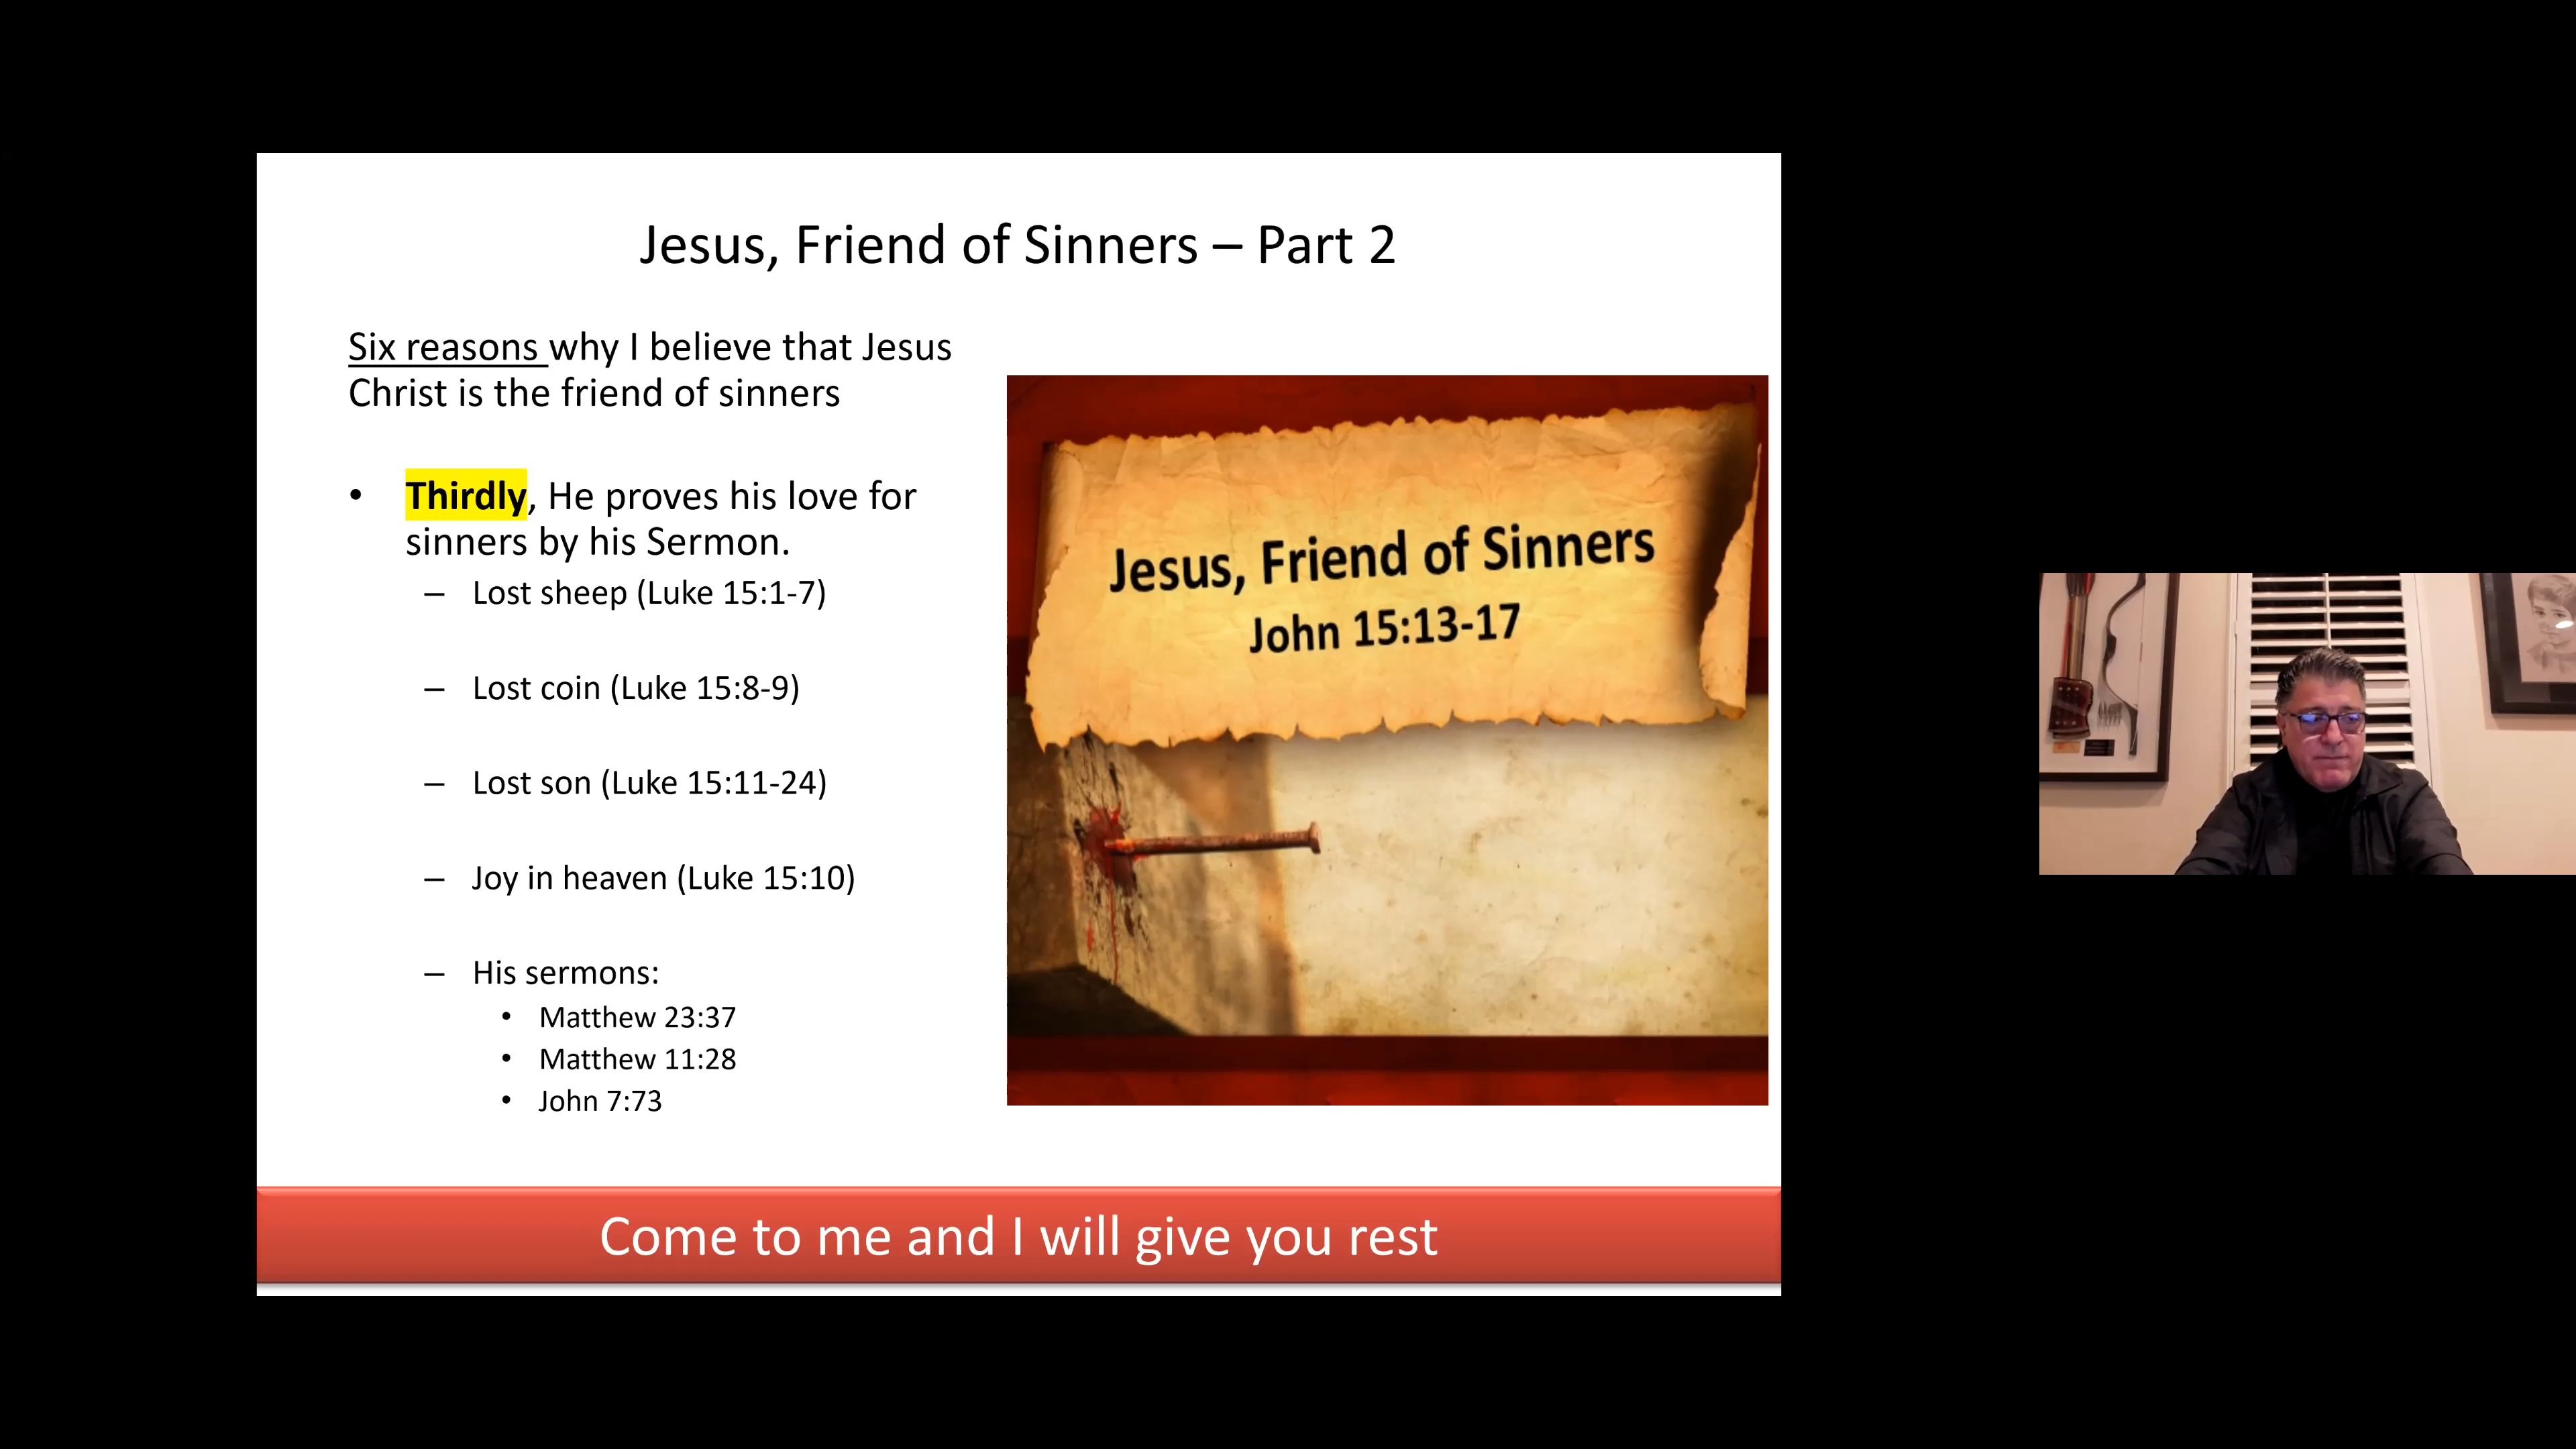 Jesus, Friend of Sinners – Part 2
Six reasons why I believe that Jesus
Christ is the friend of sinners
• Thirdly, He proves his love for
sinners by his Sermon.
– Lost sheep (Luke 15:1-7)
– Lost coin (Luke 15:8-9)
– Lost son (Luke 15:11-24)
– Joy in heaven (Luke 15:10)
– His sermons:
• Matthew 23:37
• Matthew 11:28
• John 7:73
Jesus, Friend of Sinners
John 15:13-17
Come to me and I will give you rest